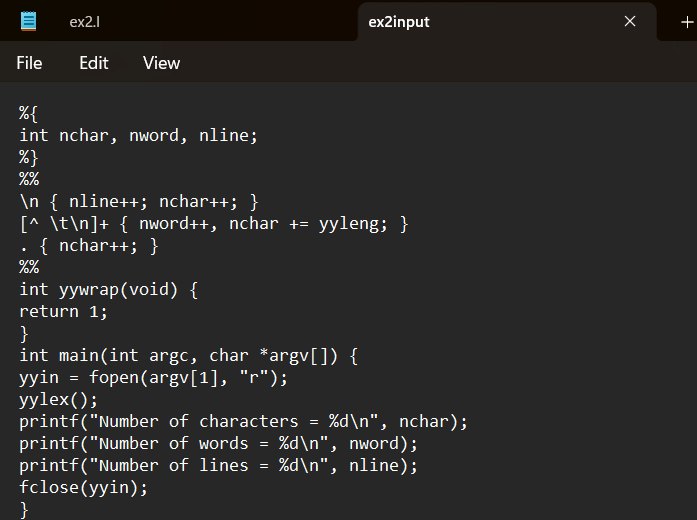 ex2.l
ex2input
File Edit View
%{
int nchar, nword, nline;
%}
%%
\n { nline++; nchar++; }
[^ \t\n]+ { nword++, nchar += yyleng; }
. { nchar++; }
%%
int yywrap(void) {
return 1;
}
int main(int argc, char *argv[]) {
yyin = fopen(argv[1], "r");
yylex();
printf("Number of characters = %d\n", nchar);
printf("Number of words = %d\n", nword);
printf("Number of lines = %d\n", nline);
fclose(yyin);
}